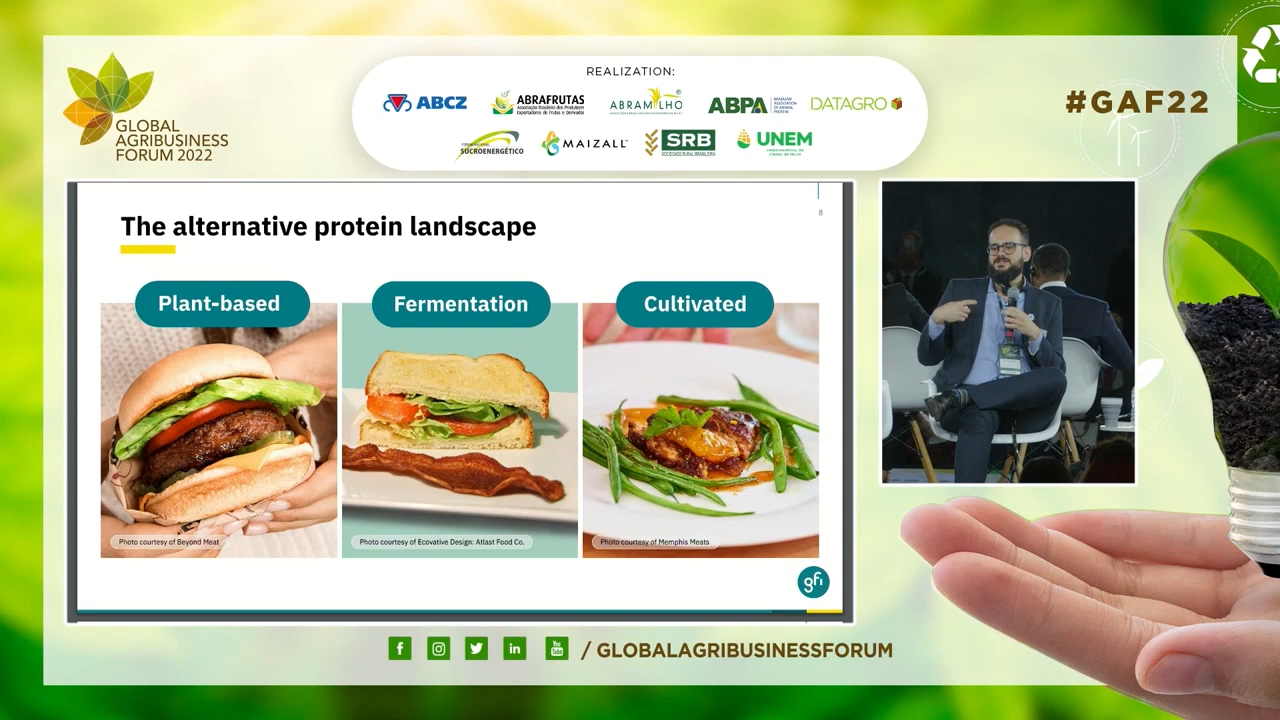 GLOBAL
AGRIBUSINESS
FORUM 2022
REALIZATION:
ABCZ
ABRAFRUTAS
Associação Brasileira dos Produtores
Exportadores de Frutas e Derivados
ABRAMILHO
ABPA
BRAZILIAN
ASSOCIATION
OF ANIMAL
PROTEIN
DATAGRO
SUCROENERGÉTICO
MAIZALL
SRB
SOCIEDADE RURAL BRASILEIRA
UNEM
#GAF22
8
The alternative protein landscape
Plant-based
Fermentation
Cultivated
Photo courtesy of Beyond Meat
Photo courtesy of Ecovative Design: Atlast Food Co.
Photo courtesy of Memphis Meats
gfi
/ GLOBALAGRIBUSINESSFORUM